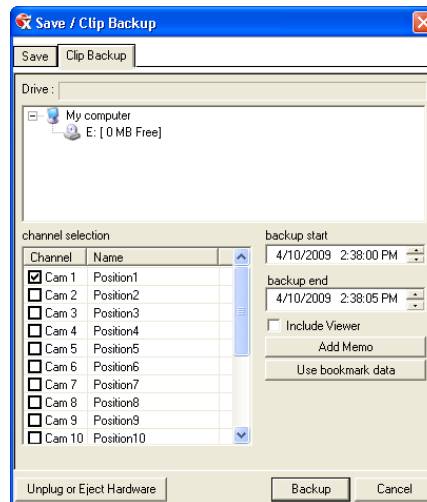 Save / Clip Backup
Save Clip Backup
Drive :
My computer
E: [ 0 MB Free]
channel selection
Channel Name
Cam 1 Position1
Cam 2 Position2
Cam 3 Position3
Cam 4 Position4
Cam 5 Position5
Cam 6 Position6
Cam 7 Position7
Cam 8 Position8
Cam 9 Position9
Cam 10 Position10
backup start
4/10/2009 2:38:00 PM
backup end
4/10/2009 2:38:05 PM
Include Viewer
Add Memo
Use bookmark data
Unplug or Eject Hardware Backup Cancel